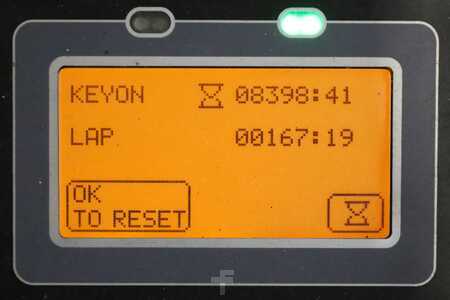 KEYON 08398:41
LAP 00167:19
OK
TO RESET